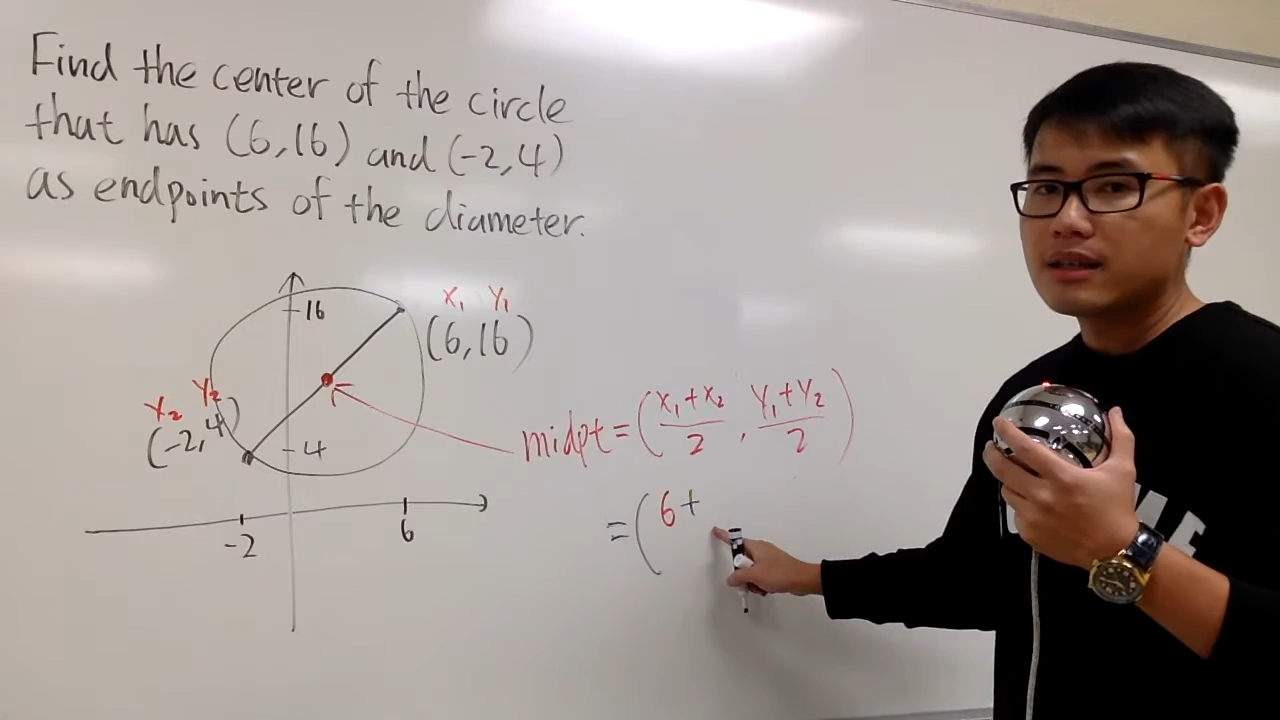 Find the center of the circle
that has (6,16) and (-2,4)
as endpoints of the diameter.
16
X₁ Y₁
(6,16)
X₂ Y₂
(-2,4)
4
midpt = (X₁+X₂/2, Y₁+Y₂/2)
= (6+
-2
6